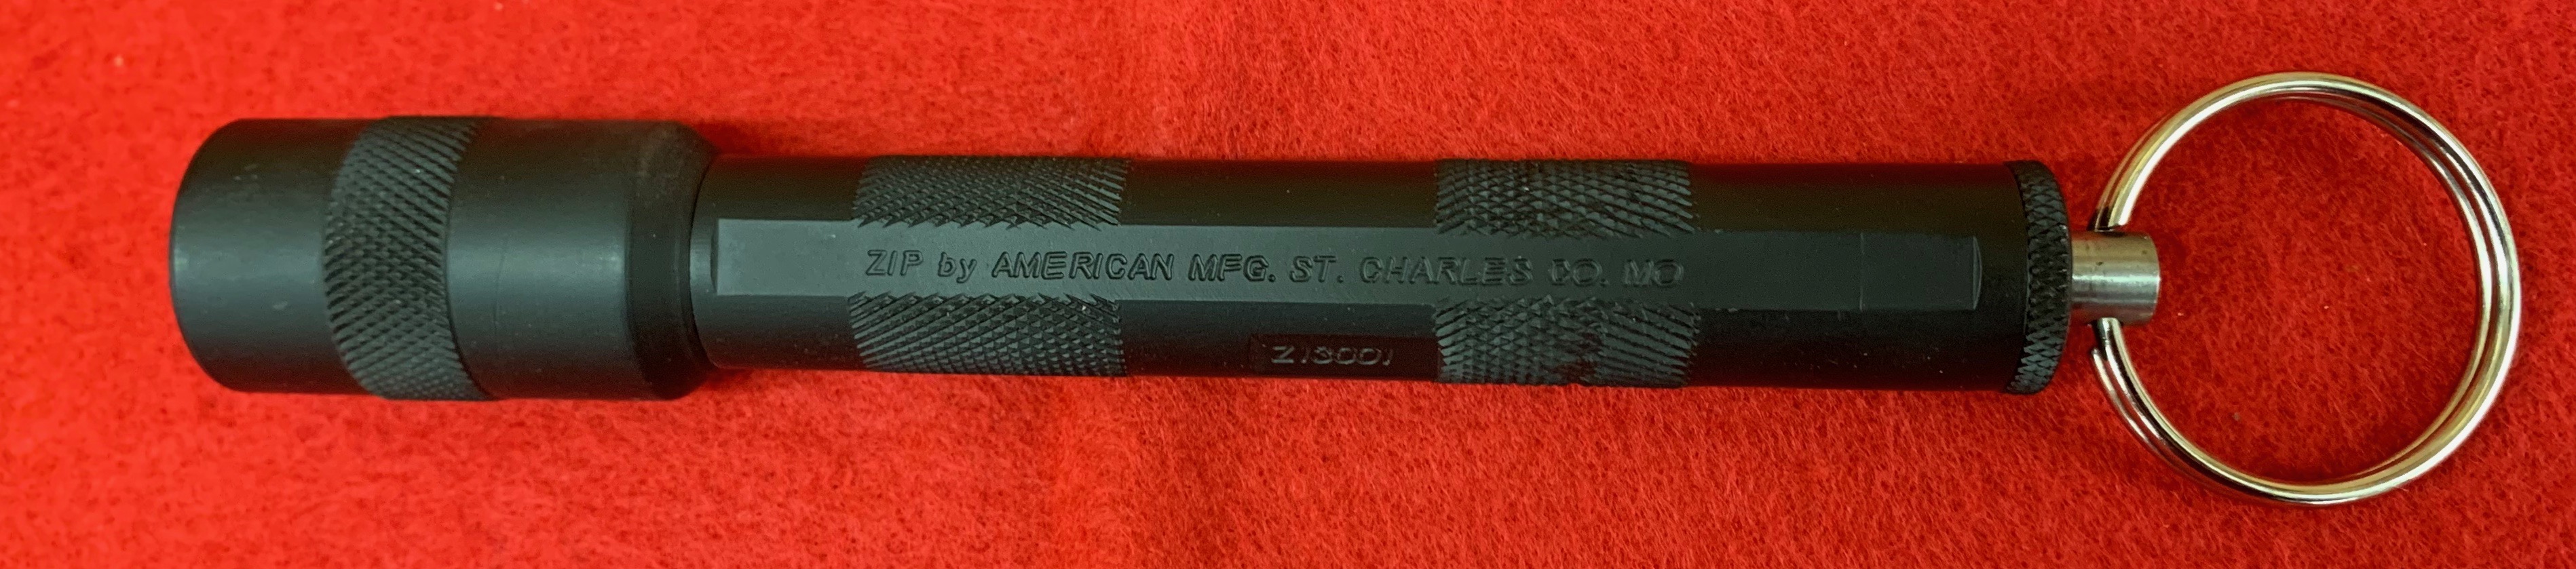 ZIP by AMERICAN MFG. ST. CHARLES CO. MO
Z13001